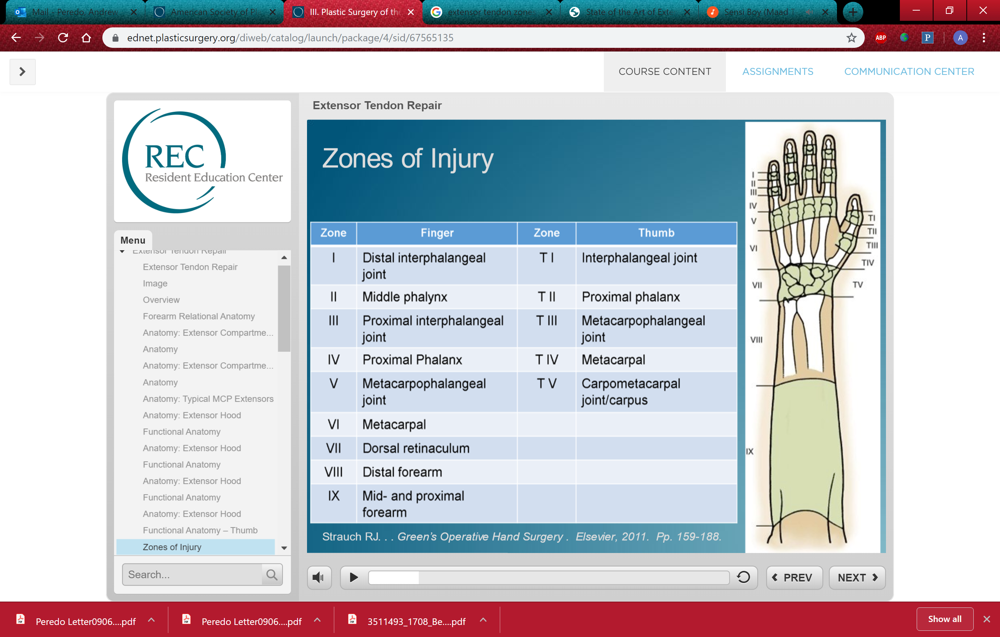 Mail - Peredo, Andrew
American Society of Pl
III. Plastic Surgery of the
extensor tendon zones
State of the Art of Exte
Sensi Boy (Maad T
ednet.plasticsurgery.org/diweb/catalog/launch/package/4/sid/67565135
ABP
P
A
COURSE CONTENT
ASSIGNMENTS
COMMUNICATION CENTER
REC
Resident Education Center
Menu
Extensor Tendon Repair
Extensor Tendon Repair
Image
Overview
Forearm Relational Anatomy
Anatomy: Extensor Compartme...
Anatomy
Anatomy: Extensor Compartme...
Anatomy
Anatomy: Typical MCP Extensors
Anatomy: Extensor Hood
Functional Anatomy
Anatomy: Extensor Hood
Functional Anatomy
Anatomy: Extensor Hood
Functional Anatomy
Anatomy: Extensor Hood
Functional Anatomy – Thumb
Zones of Injury
Search...
Extensor Tendon Repair
Zones of Injury
Zone Finger Zone Thumb
I Distal interphalangeal T I Interphalangeal joint
joint
II Middle phalynx T II Proximal phalanx
III Proximal interphalangeal T III Metacarpophalangeal
joint joint
IV Proximal Phalanx T IV Metacarpal
V Metacarpophalangeal T V Carpometacarpal
joint joint/carpus
VI Metacarpal
VII Dorsal retinaculum
VIII Distal forearm
IX Mid- and proximal
forearm
Strauch RJ. . . Green's Operative Hand Surgery . Elsevier, 2011. Pp. 159-188.
I
II
III
IV
V
VI
VII
VIII
IX
TI
TII
TIII
TIV
TV
PREV
NEXT
Peredo Letter0906....pdf
Peredo Letter0906....pdf
3511493_1708_Be....pdf
Show all